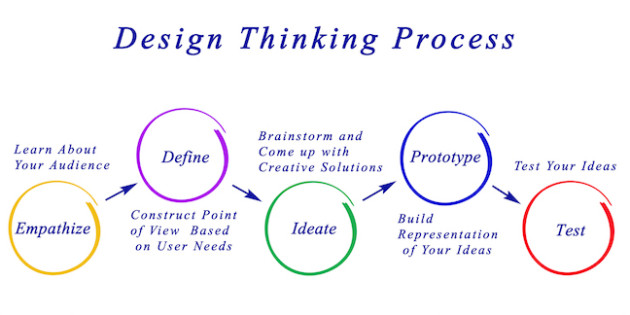 Design Thinking Process
Learn About
Your Audience
Empathize
Define
Construct Point
of View Based
on User Needs
Brainstorm and
Come up with
Creative Solutions
Ideate
Prototype
Build
Representation
of Your Ideas
Test Your Ideas
Test